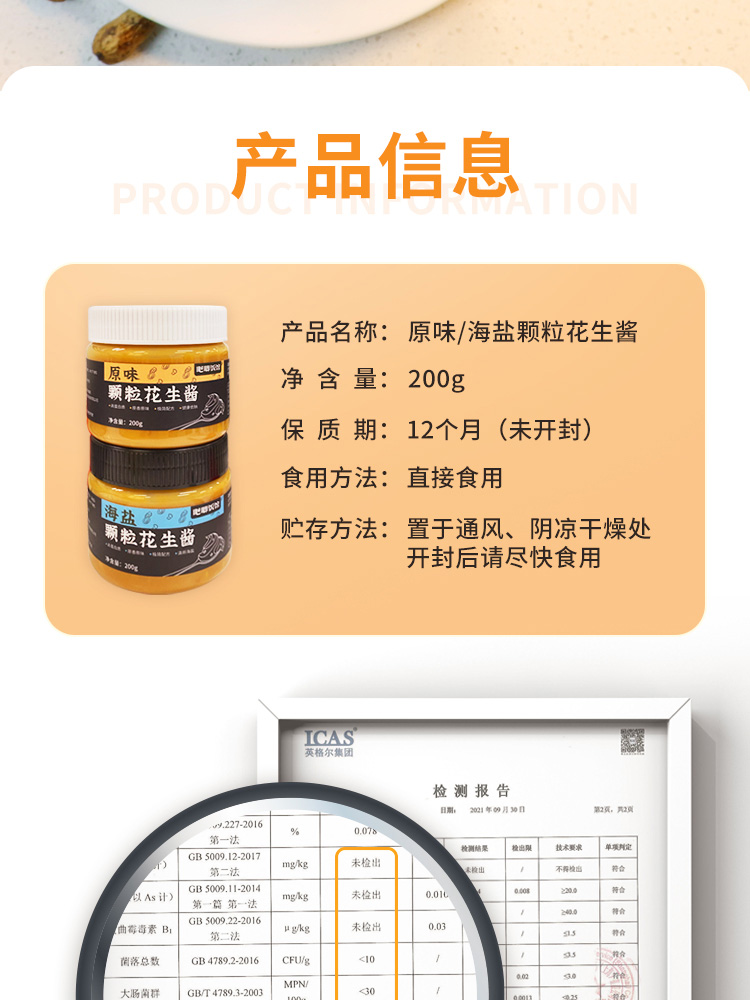 产品信息
PRODUCT INFORMATION
产品名称： 原味/海盐颗粒花生酱
净 含 量： 200g
保 质 期： 12个月（未开封）
食用方法： 直接食用
贮存方法： 置于通风、阴凉干燥处
开封后请尽快食用
原味
颗粒花生酱
净含量：200g
海盐
颗粒花生酱
净含量：200g
ICAS
英格尔集团
检测报告
日期： 2021年09月30日
第2页，共2页
检测结果 检出限 技术要求 单项判定
未检出 / 不得检出 符合
0.008 ≥20.0 符合
/ ≥40.0 符合
/ ≤1.5 符合
/ ≤3.5 符合
0.02 ≤3.0 符合
0.0013 ≤0.25 符合
09.227-2016
第一法
% 0.078
GB 5009.12-2017
第二法
mg/kg 未检出
以 As 计）
GB 5009.11-2014
第一篇 第一法
mg/kg 未检出 0.010
曲霉毒素 B₁
GB 5009.22-2016
第二法
μg/kg 未检出 0.03
菌落总数 GB 4789.2-2016 CFU/g <10 /
大肠菌群 GB/T 4789.3-2003 MPN/
100g
<30 /